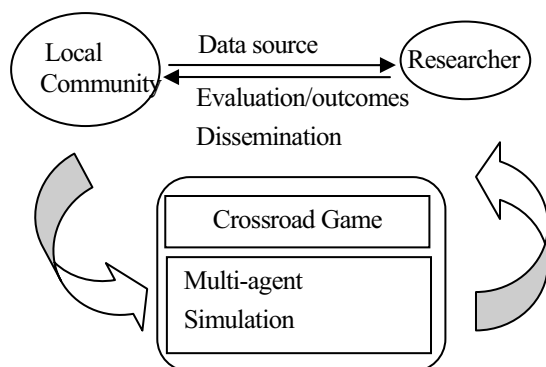 Local
Community
Data source
Researcher
Evaluation/outcomes
Dissemination
Crossroad Game
Multi-agent
Simulation